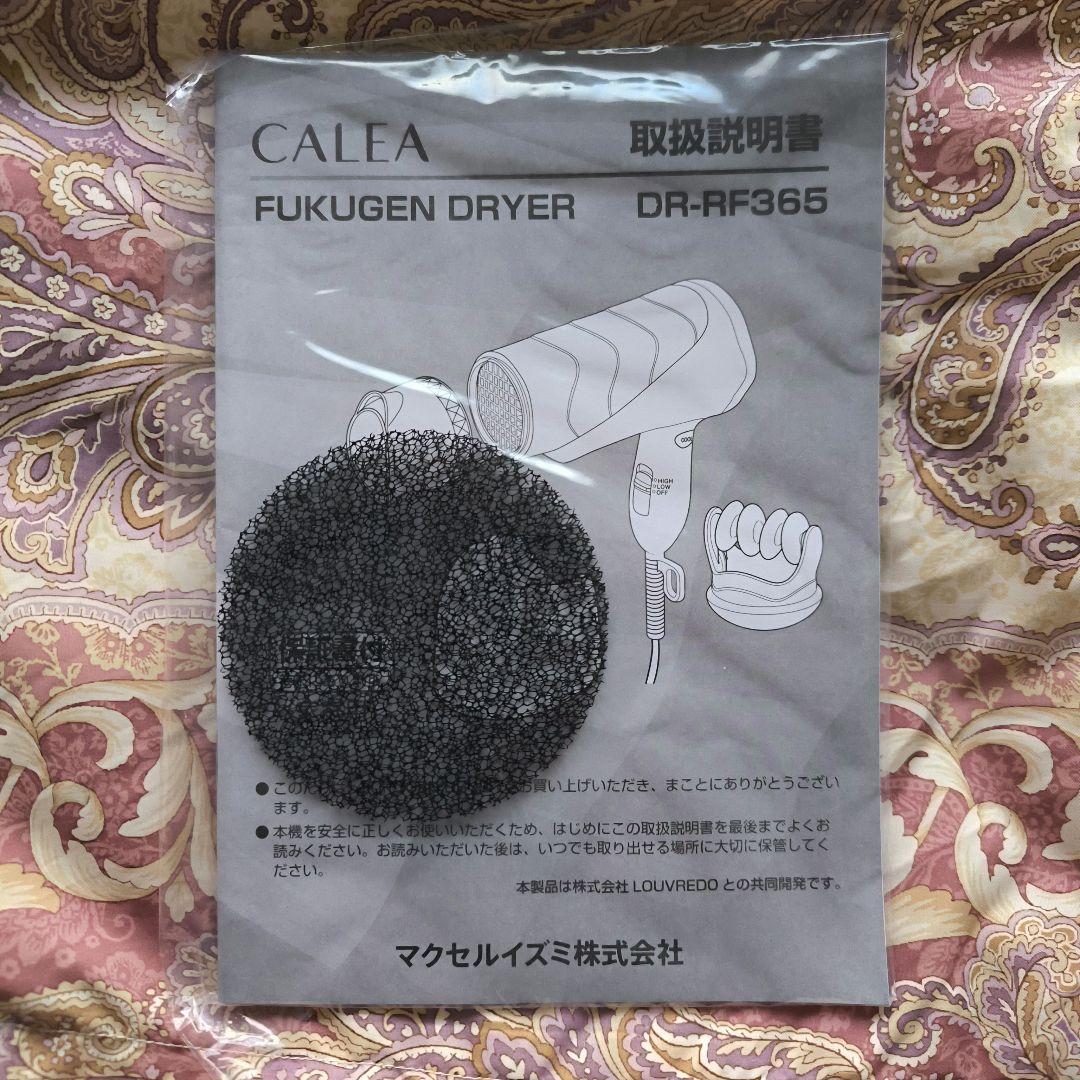 CALEA 取扱説明書
FUKUGEN DRYER DR-RF365
COOL
HIGH
LOW
OFF
保証書付
● この お買い上げいただき、まことにありがとうござい
ます。
● 本機を安全に正しくお使いいただくため、はじめにこの取扱説明書を最後までよくお
読みください。お読みいただいた後は、いつでも取り出せる場所に大切に保管してく
ださい。
本製品は株式会社 LOUVREDO との共同開発です。
マクセルイズミ株式会社